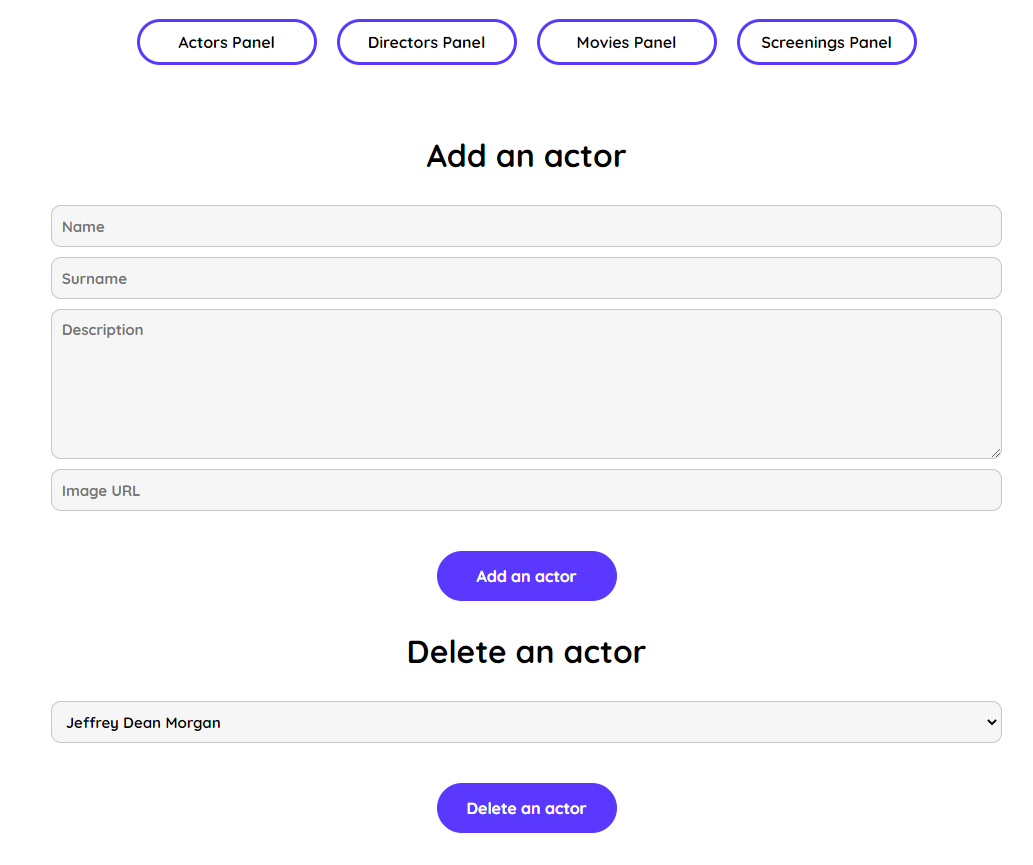 Actors Panel Directors Panel Movies Panel Screenings Panel
Add an actor
Name
Surname
Description
Image URL
Add an actor
Delete an actor
Jeffrey Dean Morgan
Delete an actor